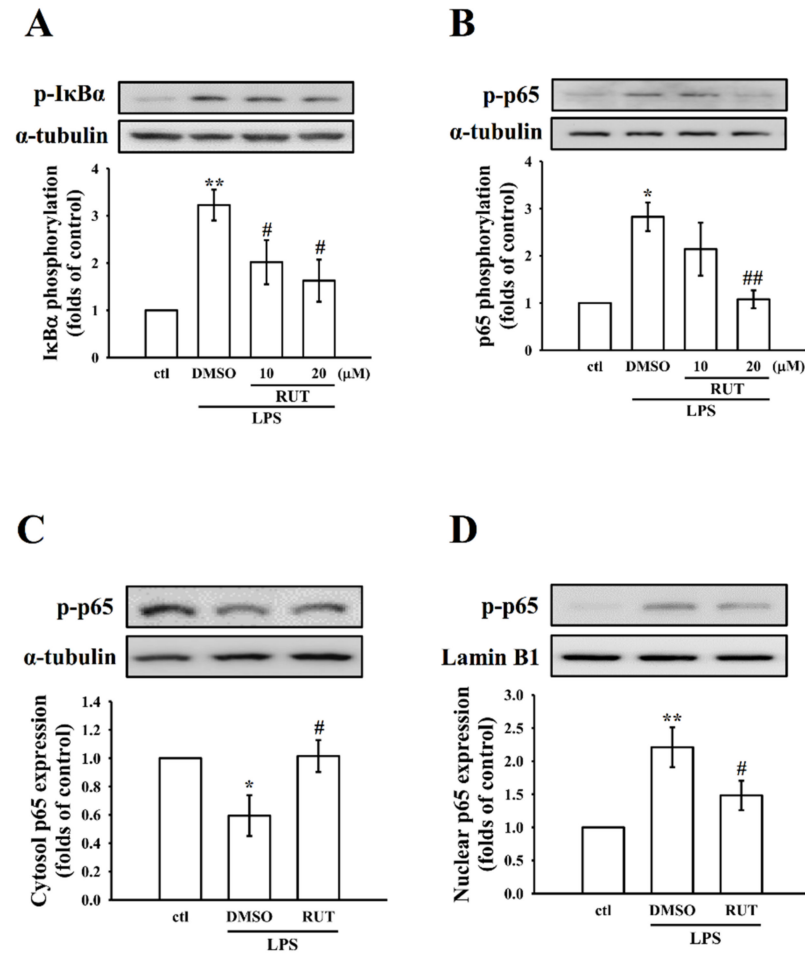 A
p-IκBα
α-tubulin
IκBα phosphorylation
(folds of control)
4
3
2
1
0
**
#
#
ctl DMSO 10 20 (μM)
RUT
LPS
B
p-p65
α-tubulin
p65 phosphorylation
(folds of control)
4
3
2
1
0
*
##
ctl DMSO 10 20 (μM)
RUT
LPS
C
p-p65
α-tubulin
Cytosol p65 expression
(folds of control)
1.4
1.2
1.0
0.8
0.6
0.4
0.2
0.0
*
#
ctl DMSO RUT
LPS
D
p-p65
Lamin B1
Nuclear p65 expression
(folds of control)
3.0
2.5
2.0
1.5
1.0
0.5
0.0
**
#
ctl DMSO RUT
LPS